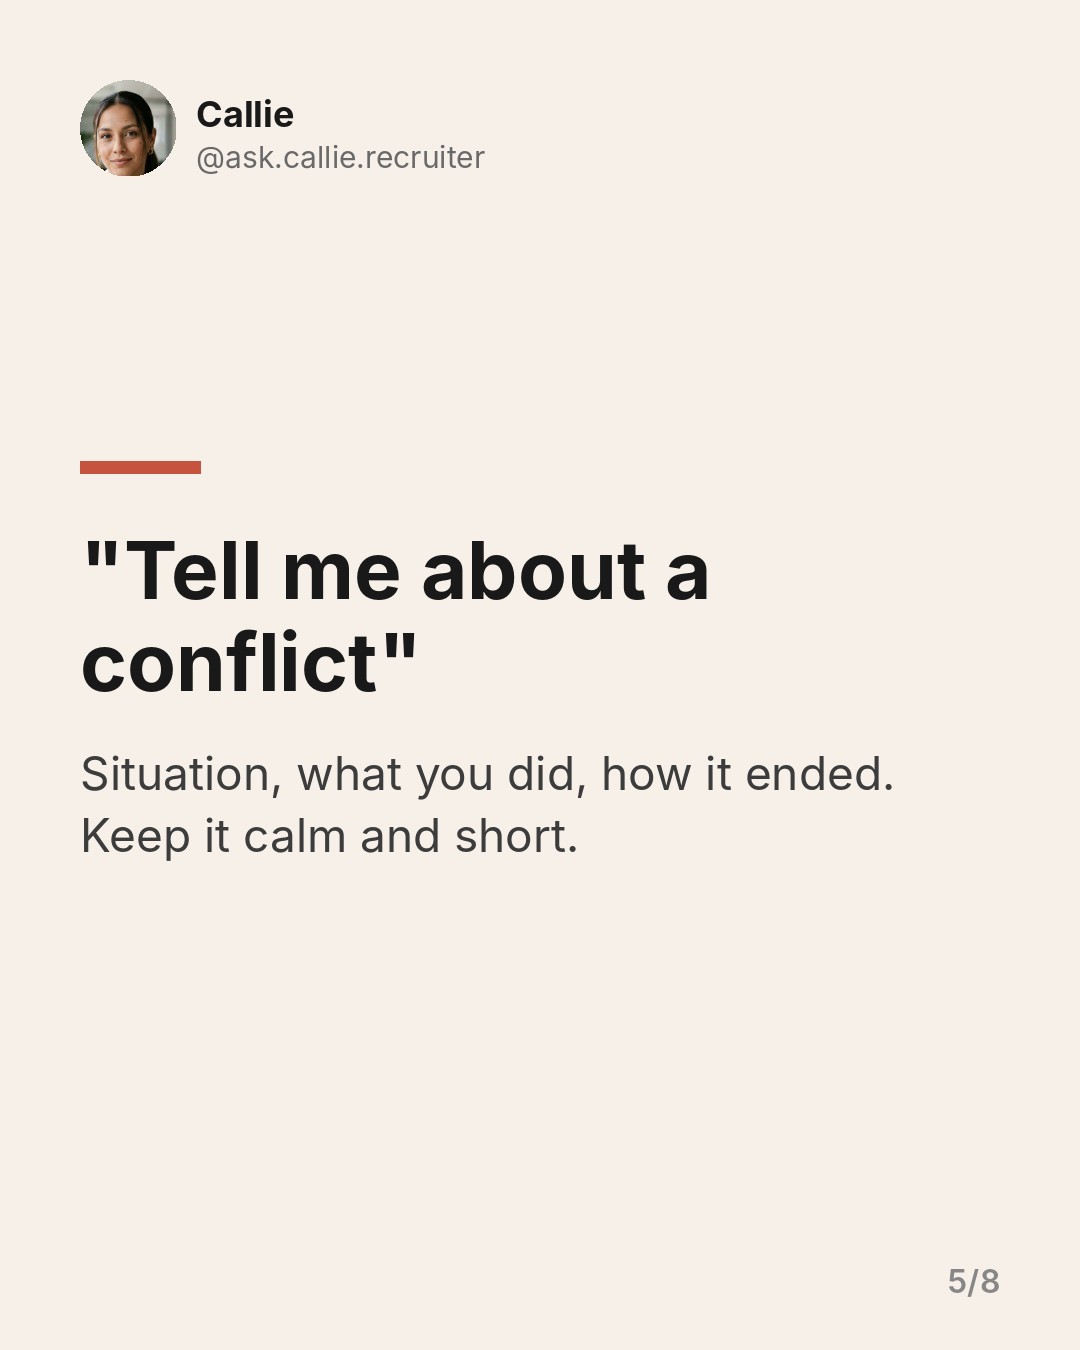 Callie
@ask.callie.recruiter
"Tell me about a
conflict"
Situation, what you did, how it ended.
Keep it calm and short.
5/8